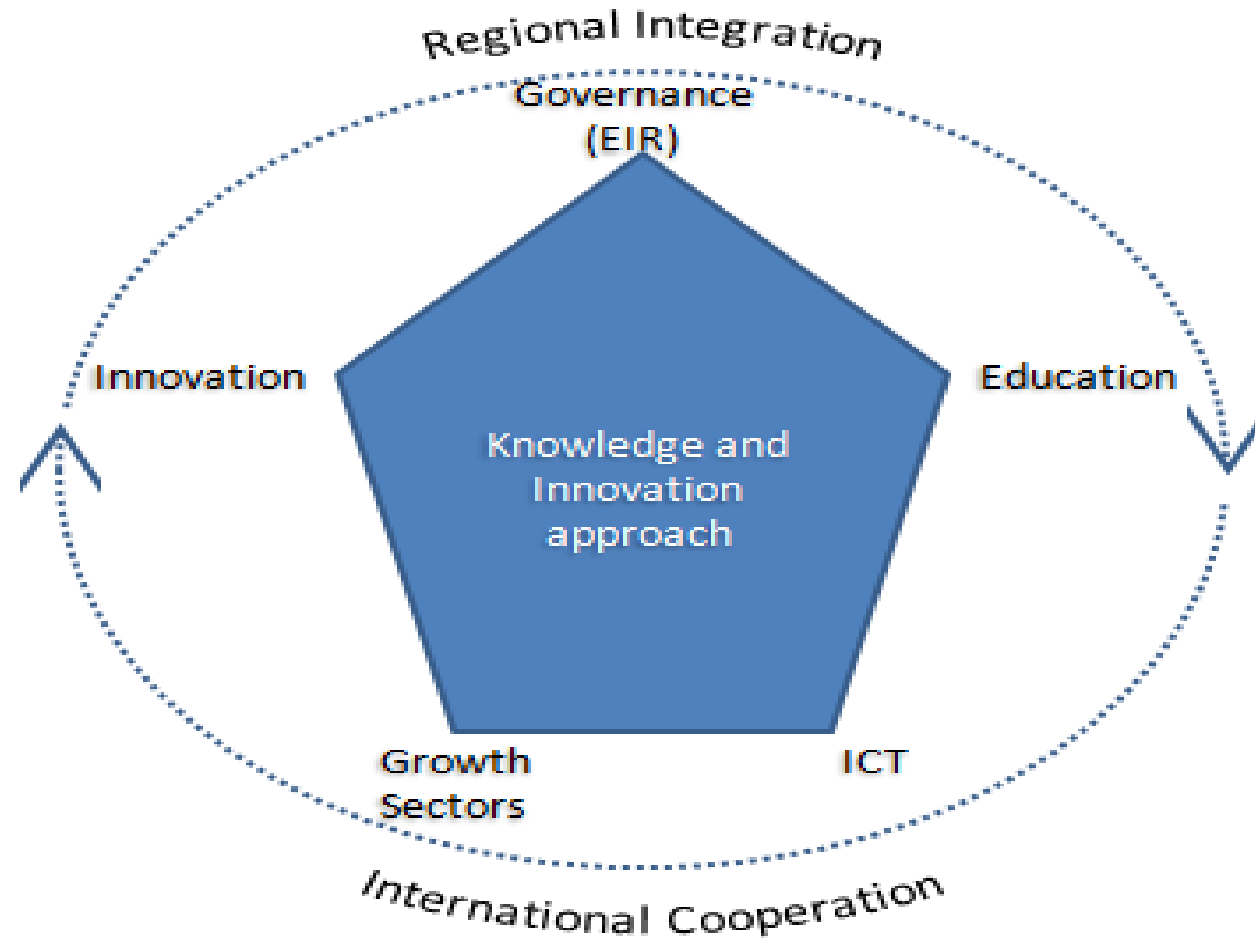 Regional Integration
Governance
(EIR)
Innovation
Education
Knowledge and
Innovation
approach
Growth
Sectors
ICT
International Cooperation